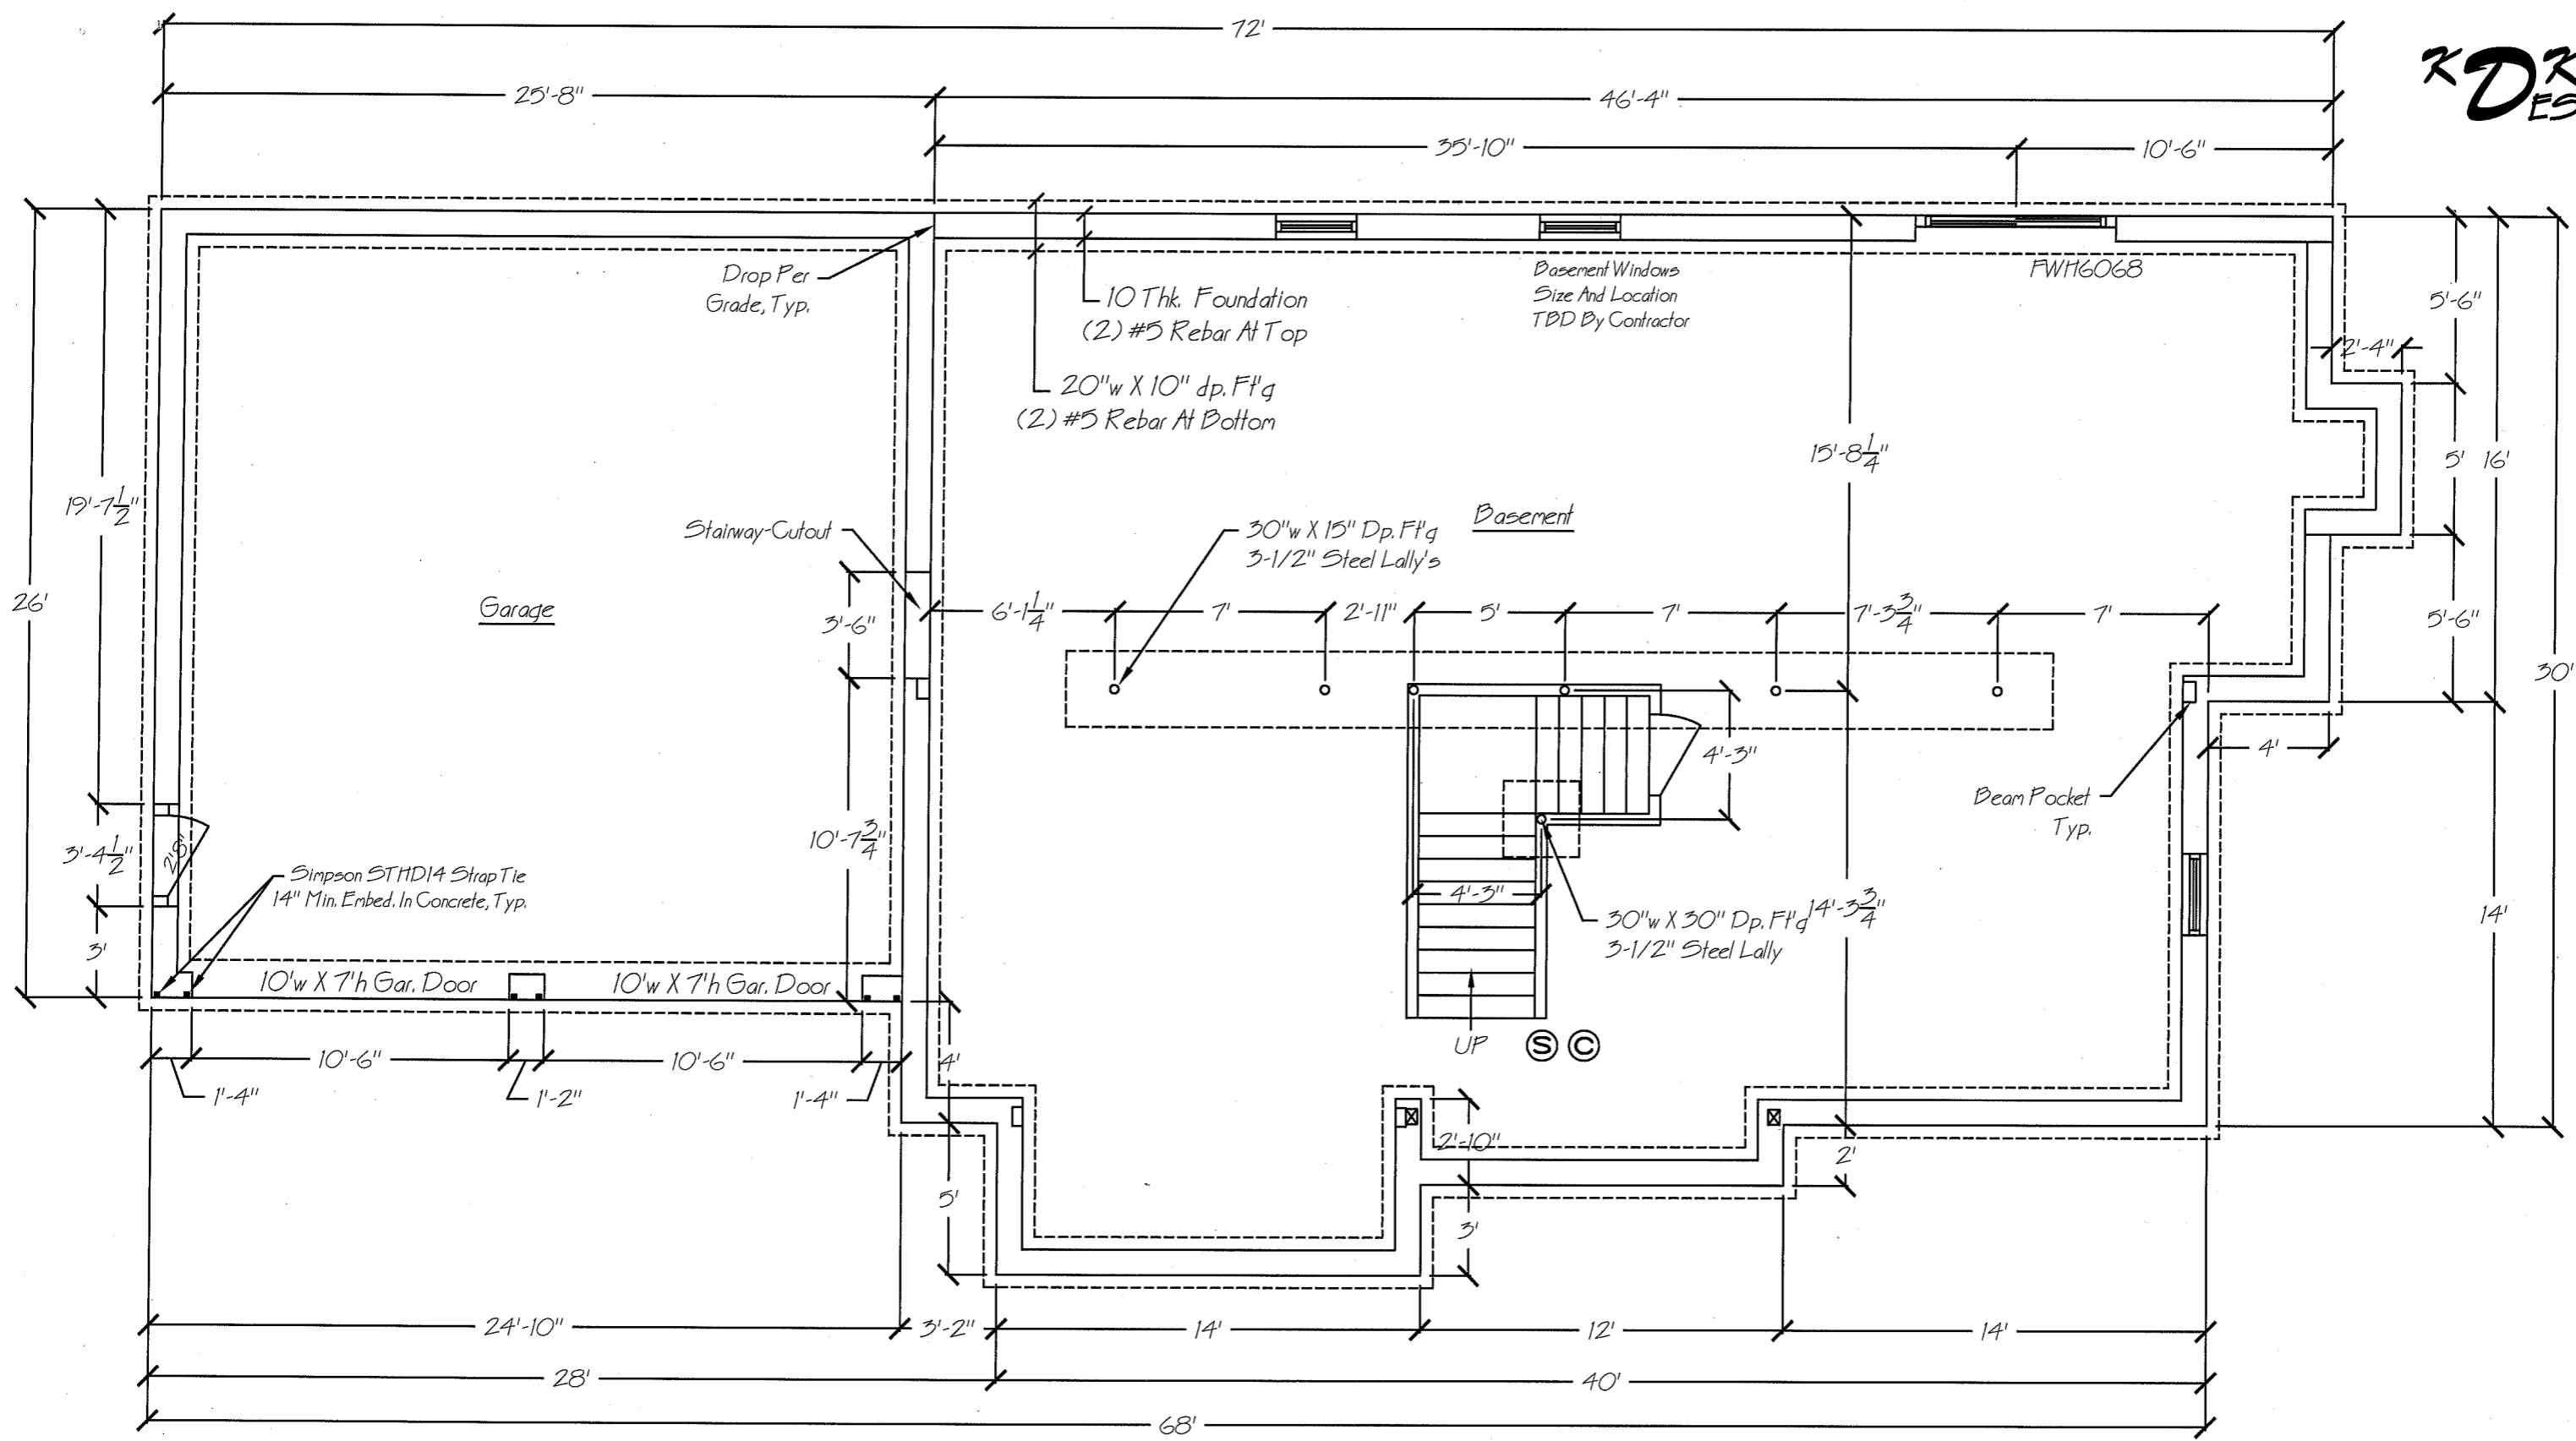 72'
25'-8"
46'-4"
35'-10"
10'-6"
K D K
ES
Drop Per
Grade, Typ.
10 Thk. Foundation
(2) #5 Rebar At Top
20"w X 10" dp. Ft'g
(2) #5 Rebar At Bottom
Basement Windows
Size And Location
TBD By Contractor
FWH6068
5'-6"
2'-4"
5'
16'
5'-6"
30'
4'
14'
15'-8 1/4"
19'-7 1/2"
26'
3'-4 1/2"
3'
2'8"
Garage
Stairway-Cutout
3'-6"
10'-7 3/4"
Basement
30"w X 15" Dp. Ft'g
3-1/2" Steel Lally's
6'-1 1/4"
7'
2'-11"
5'
7'
7'-3 3/4"
7'
4'-3"
Beam Pocket
Typ.
Simpson STHD14 Strap Tie
14" Min. Embed. In Concrete, Typ.
4'-3"
30"w X 30" Dp. Ft'g
3-1/2" Steel Lally
14'-3 3/4"
10'w X 7'h Gar. Door
10'w X 7'h Gar. Door
UP
S
C
10'-6"
10'-6"
1'-4"
1'-2"
1'-4"
4'
5'
2'-10"
3'
2'
24'-10"
3'-2"
14'
12'
14'
28'
40'
68'